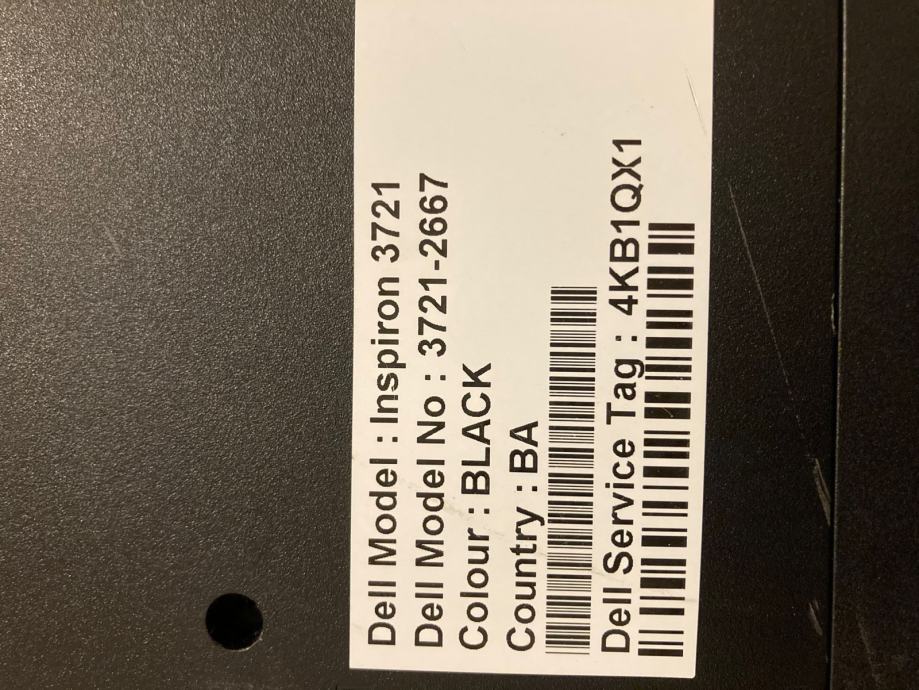 Dell Model : Inspiron 3721
Dell Model No : 3721-2667
Colour : BLACK
Country : BA
Dell Service Tag : 4KB1QX1